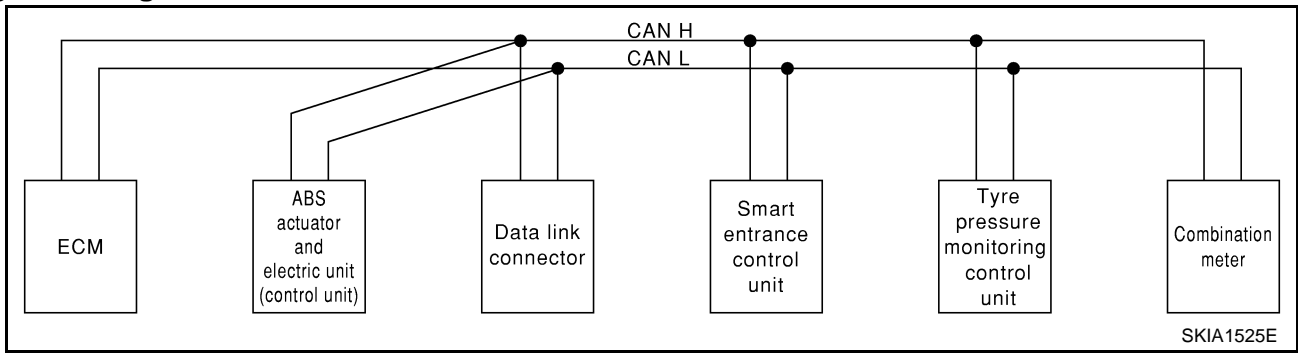 CAN H
CAN L
ECM
ABS
actuator
and
electric unit
(control unit)
Data link
connector
Smart
entrance
control
unit
Tyre
pressure
monitoring
control
unit
Combination
meter
SKIA1525E